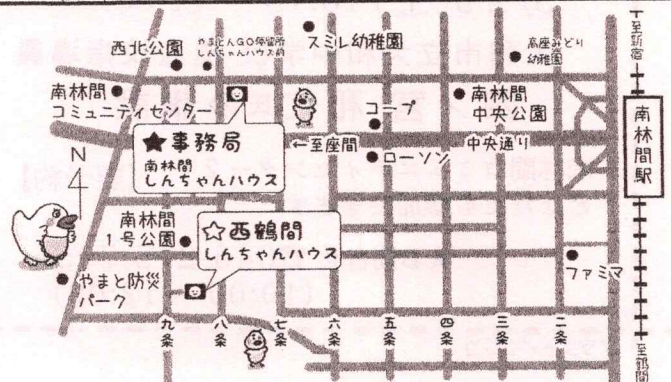 西北公園
やまとんGO停留所
しんちゃんハウス前
スミル幼稚園
高座みどり
幼稚園
至新宿
南林間
コミュニティセンター
コープ
南林間
中央公園
★事務局
南林間
しんちゃんハウス
←至座間
中央通り
ローソン
南林間駅
N
南林間
1号公園
☆西鶴間
しんちゃんハウス
ファミマ
やまと防災
パーク
九条
八条
七条
六条
五条
四条
三条
二条
至鶴間